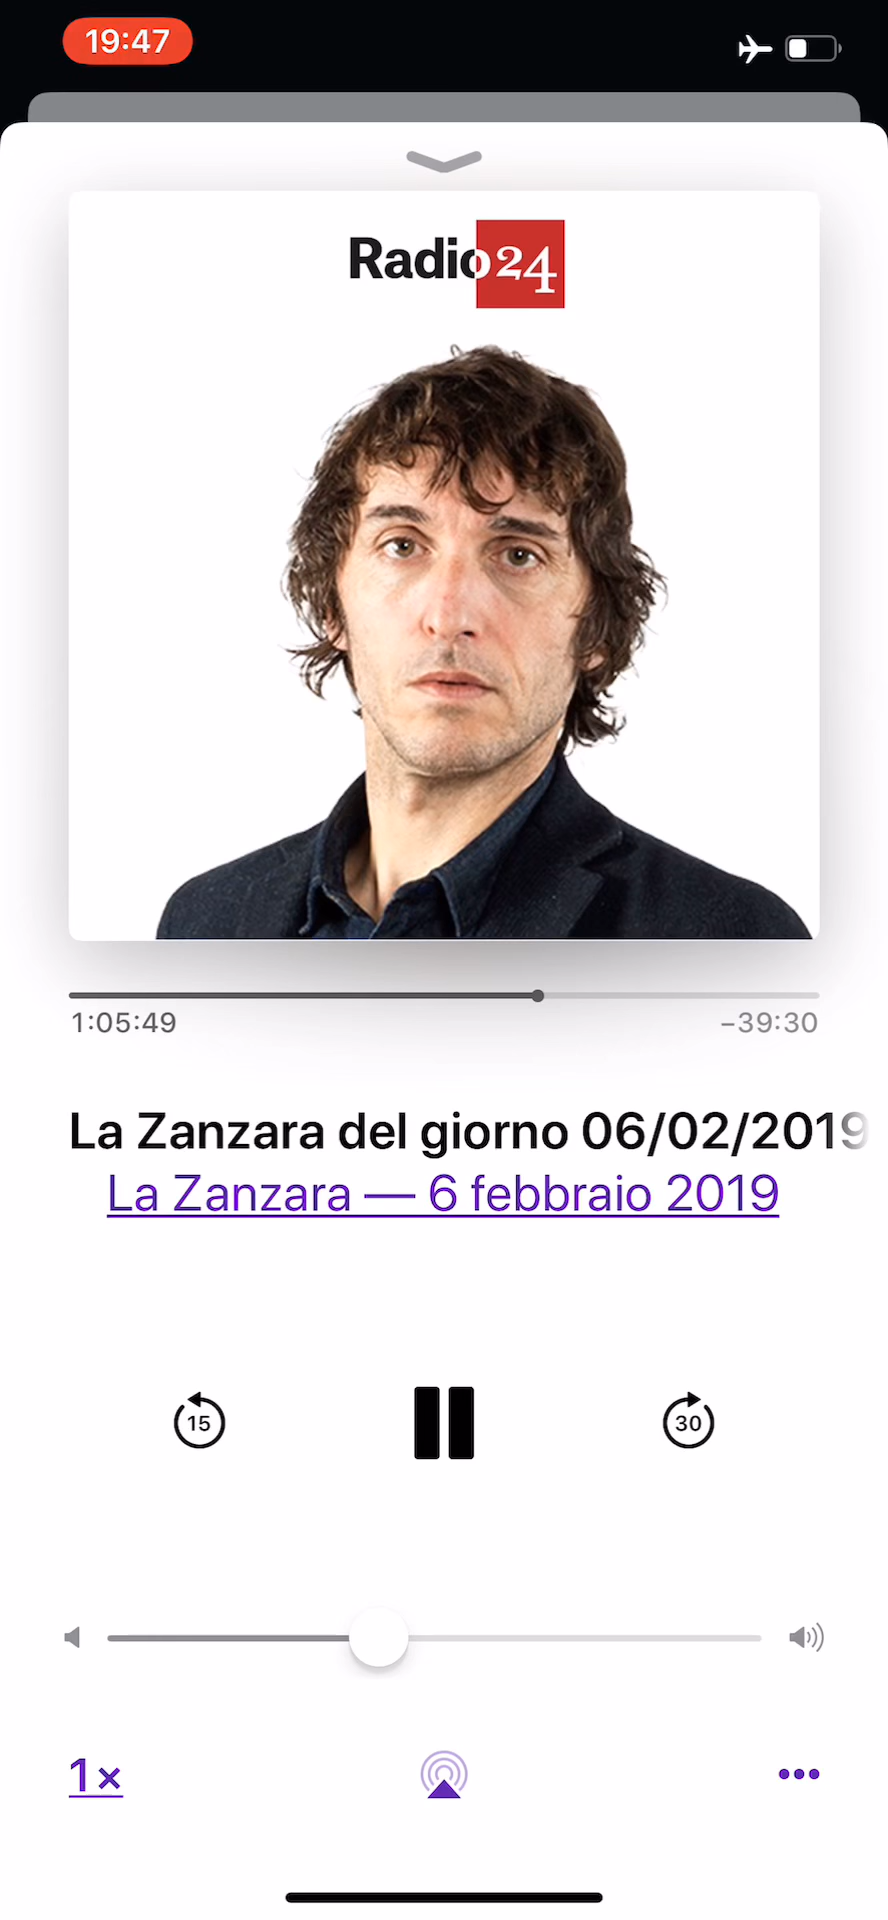 19:47
Radio24
1:05:49
−39:30
La Zanzara del giorno 06/02/2019
La Zanzara — 6 febbraio 2019
15
30
1×